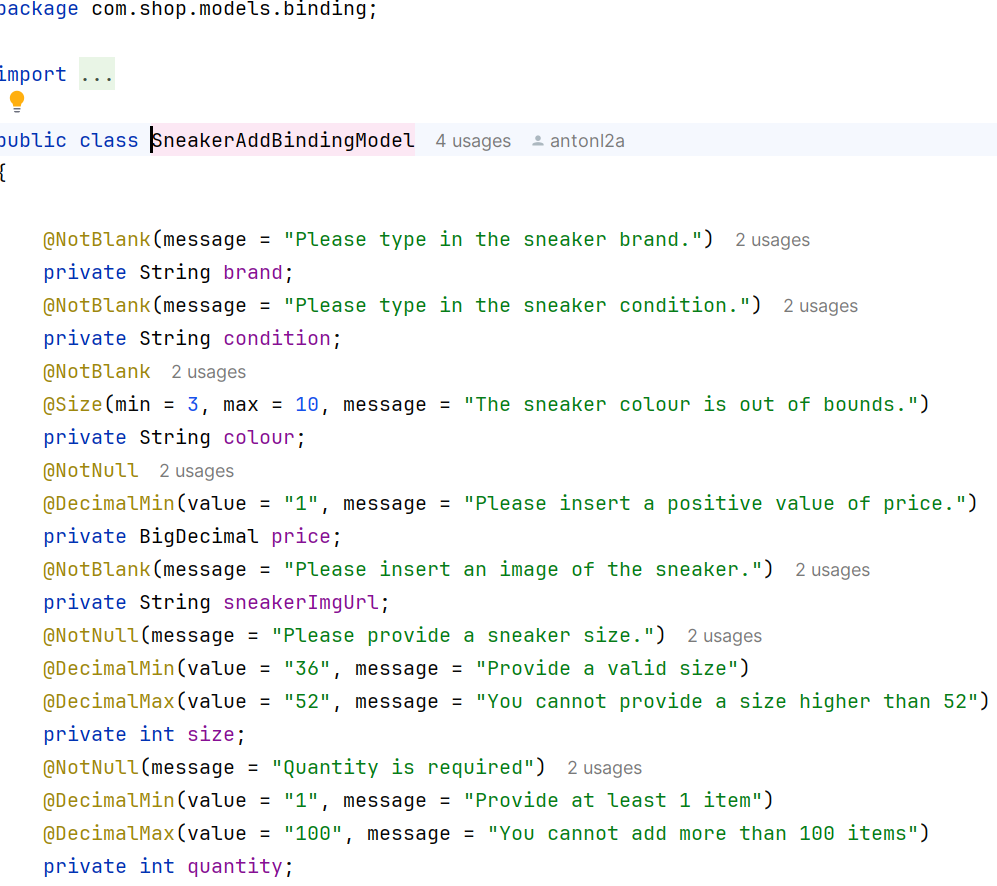 package com.shop.models.binding;
import ...
public class SneakerAddBindingModel 4 usages antonl2a
{
@NotBlank(message = "Please type in the sneaker brand.") 2 usages
private String brand;
@NotBlank(message = "Please type in the sneaker condition.") 2 usages
private String condition;
@NotBlank 2 usages
@Size(min = 3, max = 10, message = "The sneaker colour is out of bounds.")
private String colour;
@NotNull 2 usages
@DecimalMin(value = "1", message = "Please insert a positive value of price.")
private BigDecimal price;
@NotBlank(message = "Please insert an image of the sneaker.") 2 usages
private String sneakerImgUrl;
@NotNull(message = "Please provide a sneaker size.") 2 usages
@DecimalMin(value = "36", message = "Provide a valid size")
@DecimalMax(value = "52", message = "You cannot provide a size higher than 52")
private int size;
@NotNull(message = "Quantity is required") 2 usages
@DecimalMin(value = "1", message = "Provide at least 1 item")
@DecimalMax(value = "100", message = "You cannot add more than 100 items")
private int quantity;